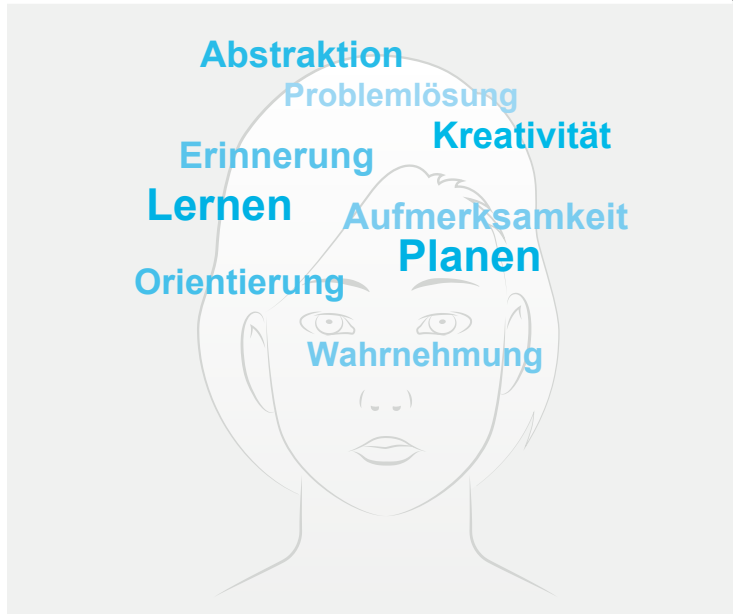 Abstraktion
Problemlösung
Kreativität
Erinnerung
Lernen
Aufmerksamkeit
Planen
Orientierung
Wahrnehmung